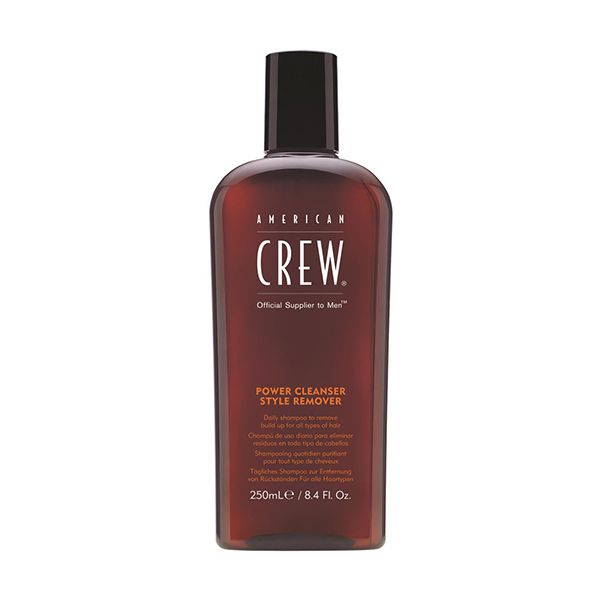 AMERICAN
CREW®
Official Supplier to Men™
POWER CLEANSER
STYLE REMOVER
Daily shampoo to remove
build up for all types of hair
Champú de uso diario para eliminar
residuos en todo tipo de cabellos
Shampooing quotidien purifiant
pour tout type de cheveux
Tägliches Shampoo zur Entfernung
von Rückständen Für alle Haartypen
250mL℮ / 8.4 Fl. Oz.